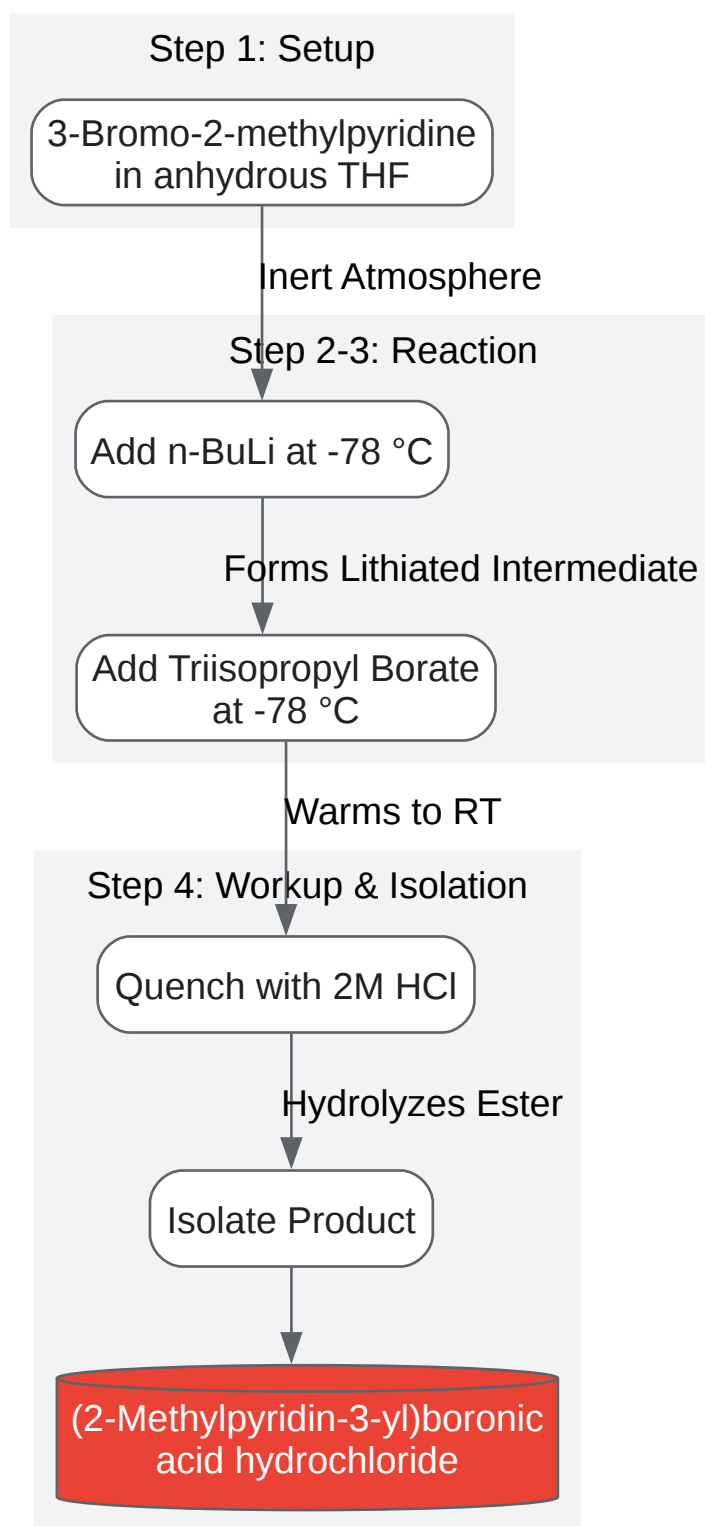 Step 1: Setup
3-Bromo-2-methylpyridine
in anhydrous THF
Inert Atmosphere
Step 2-3: Reaction
Add n-BuLi at -78 °C
Forms Lithiated Intermediate
Add Triisopropyl Borate
at -78 °C
Warms to RT
Step 4: Workup & Isolation
Quench with 2M HCl
Hydrolyzes Ester
Isolate Product
(2-Methylpyridin-3-yl)boronic
acid hydrochloride